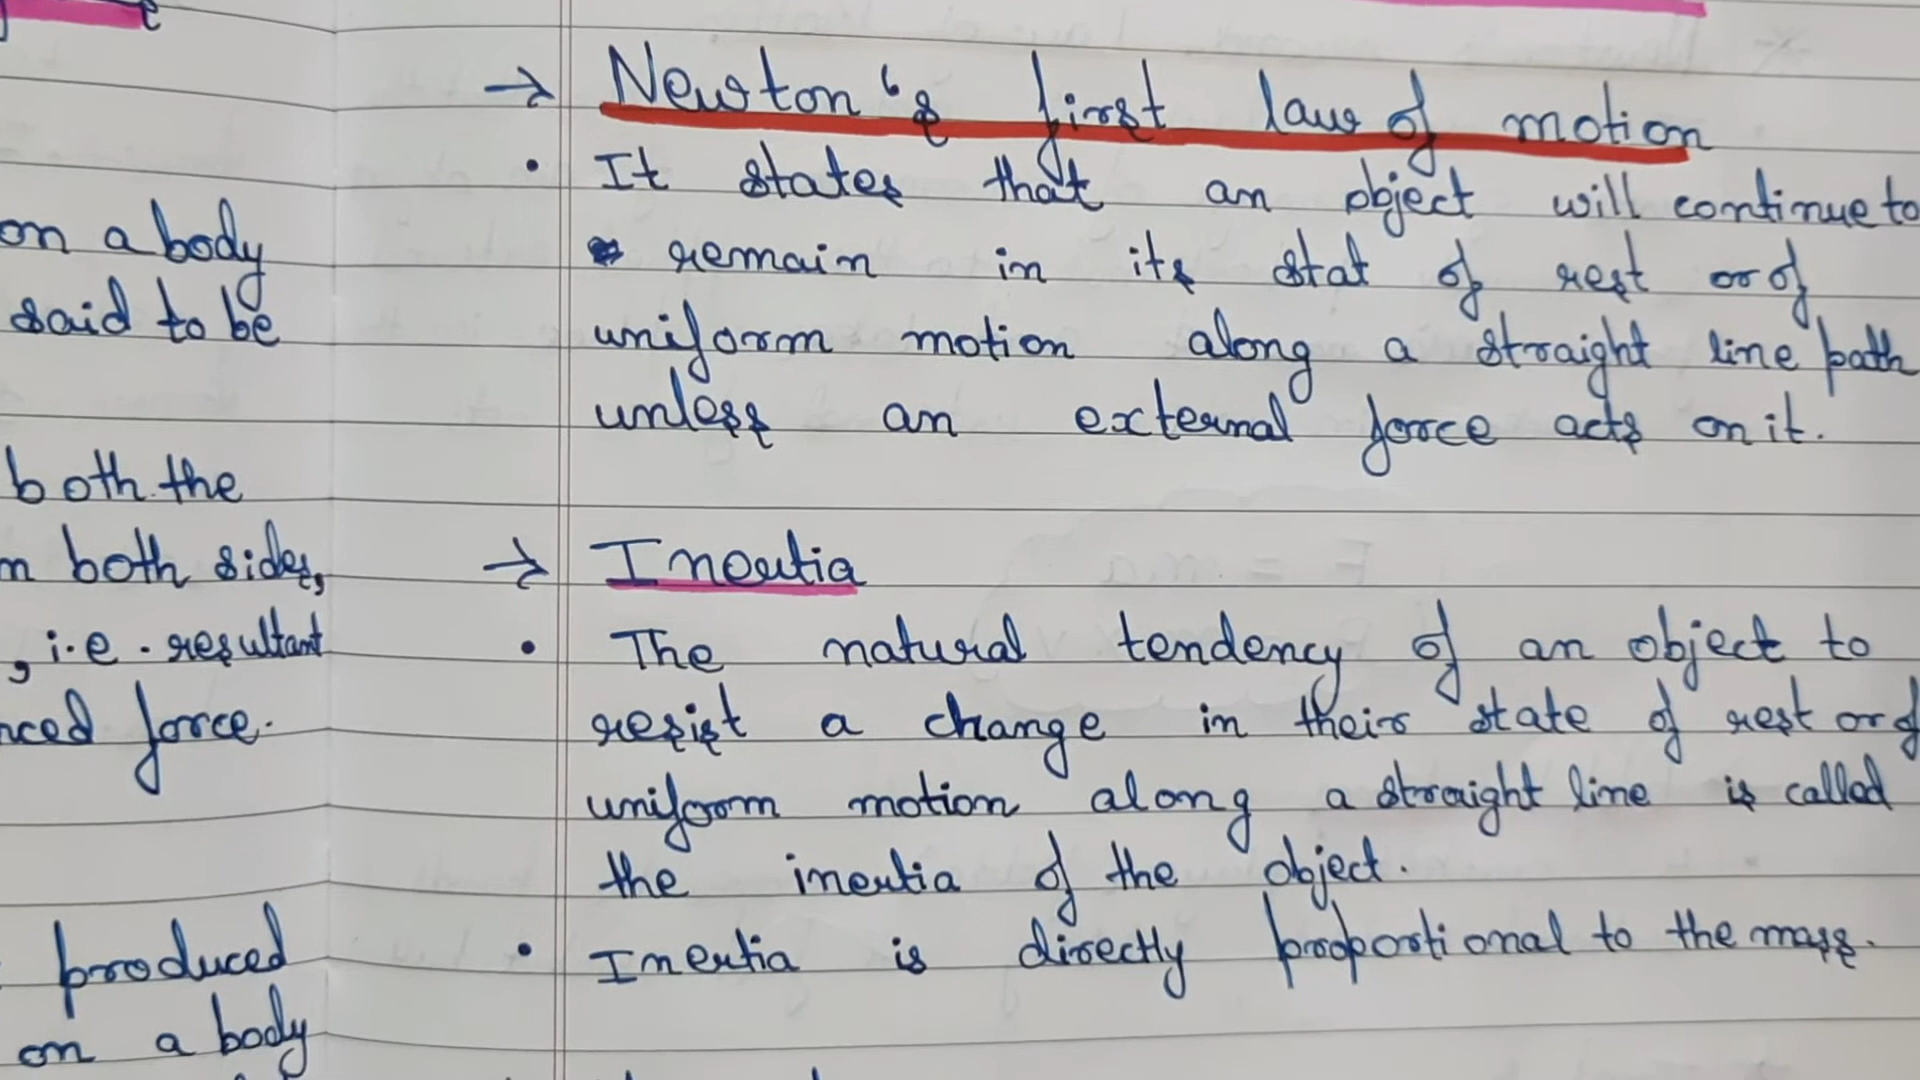 on a body
said to be
both the
both sides,
, i.e. resultant
force.
produced
on a body
→ Newton's first law of motion
• It states that an object will continue to
remain in its stat of rest or of
uniform motion along a straight line path
unless an external force acts on it.
→ Inertia
• The natural tendency of an object to
resist a change in their state of rest or of
uniform motion along a straight line is called
the inertia of the object.
• Inertia is directly proportional to the mass.